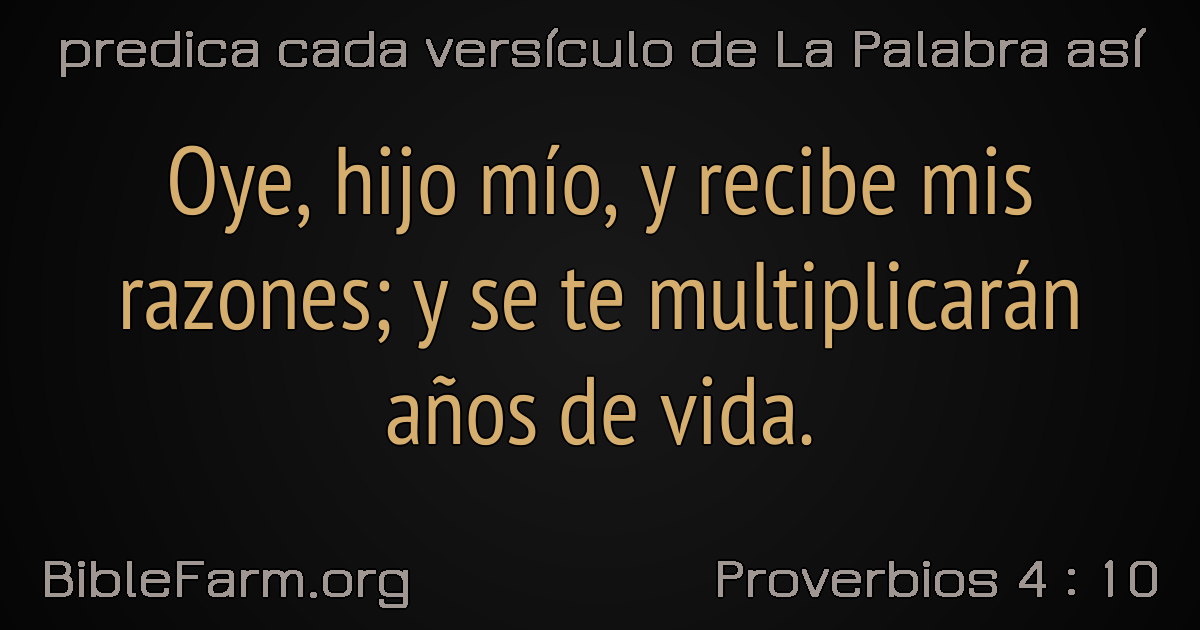 predica cada versículo de La Palabra así
Oye, hijo mío, y recibe mis
razones; y se te multiplicarán
años de vida.
BibleFarm.org
Proverbios 4 : 10